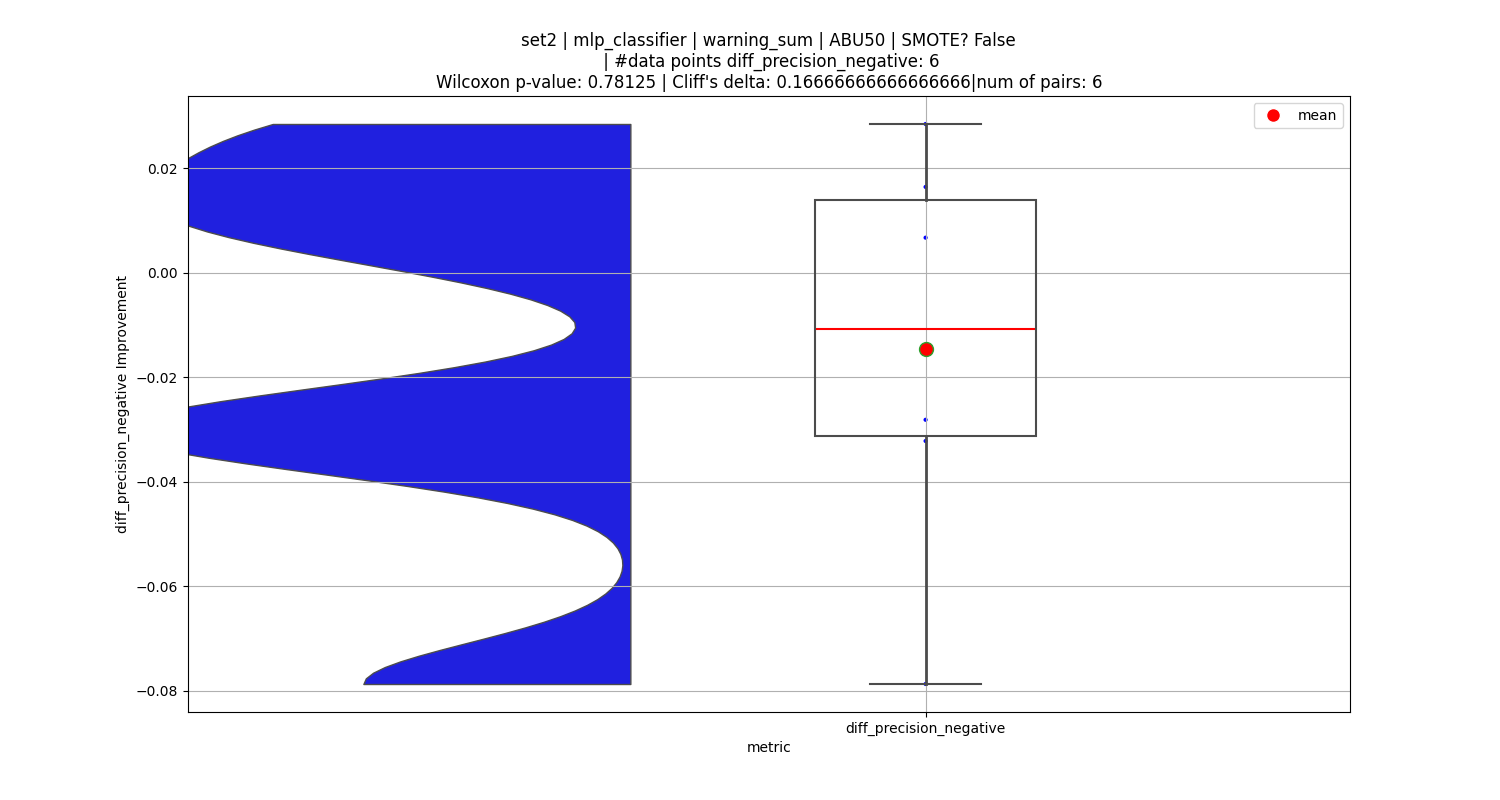 set2 | mlp_classifier | warning_sum | ABU50 | SMOTE? False
| #data points diff_precision_negative: 6
Wilcoxon p-value: 0.78125 | Cliff's delta: 0.16666666666666666|num of pairs: 6
mean
0.02
0.00
−0.02
−0.04
−0.06
−0.08
diff_precision_negative Improvement
diff_precision_negative
metric